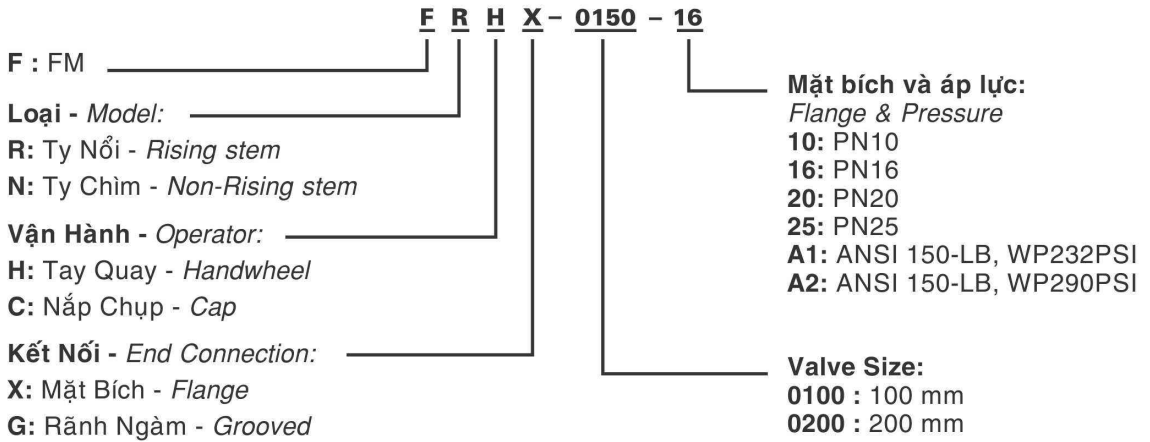 F R H X - 0150 - 16
F : FM
Loại - Model:
R: Ty Nổi - Rising stem
N: Ty Chìm - Non-Rising stem
Vận Hành - Operator:
H: Tay Quay - Handwheel
C: Nắp Chụp - Cap
Kết Nối - End Connection:
X: Mặt Bích - Flange
G: Rãnh Ngàm - Grooved
Mặt bích và áp lực:
Flange & Pressure
10: PN10
16: PN16
20: PN20
25: PN25
A1: ANSI 150-LB, WP232PSI
A2: ANSI 150-LB, WP290PSI
Valve Size:
0100 : 100 mm
0200 : 200 mm